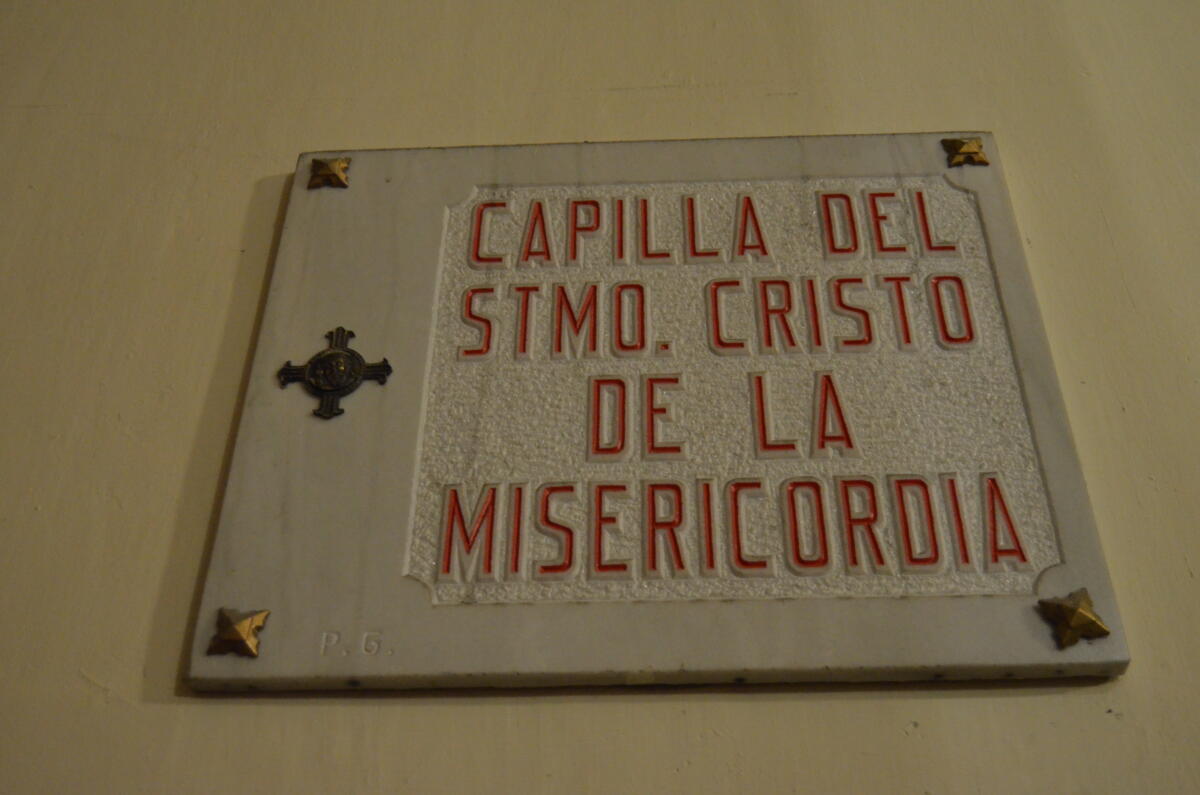 CAPILLA DEL
STMO. CRISTO
DE LA
MISERICORDIA
P. G.